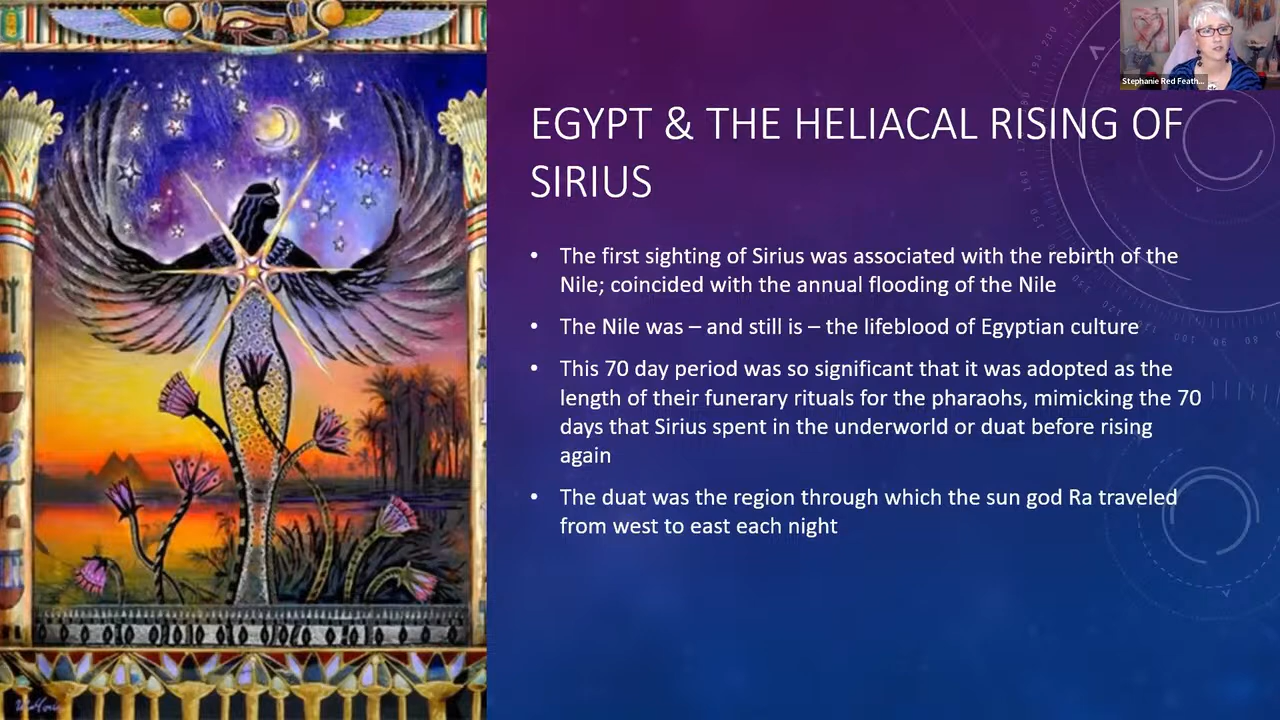 Stephanie Red Feath...
EGYPT & THE HELIACAL RISING OF
SIRIUS
• The first sighting of Sirius was associated with the rebirth of the
Nile; coincided with the annual flooding of the Nile
• The Nile was – and still is – the lifeblood of Egyptian culture
• This 70 day period was so significant that it was adopted as the
length of their funerary rituals for the pharaohs, mimicking the 70
days that Sirius spent in the underworld or duat before rising
again
• The duat was the region through which the sun god Ra traveled
from west to east each night